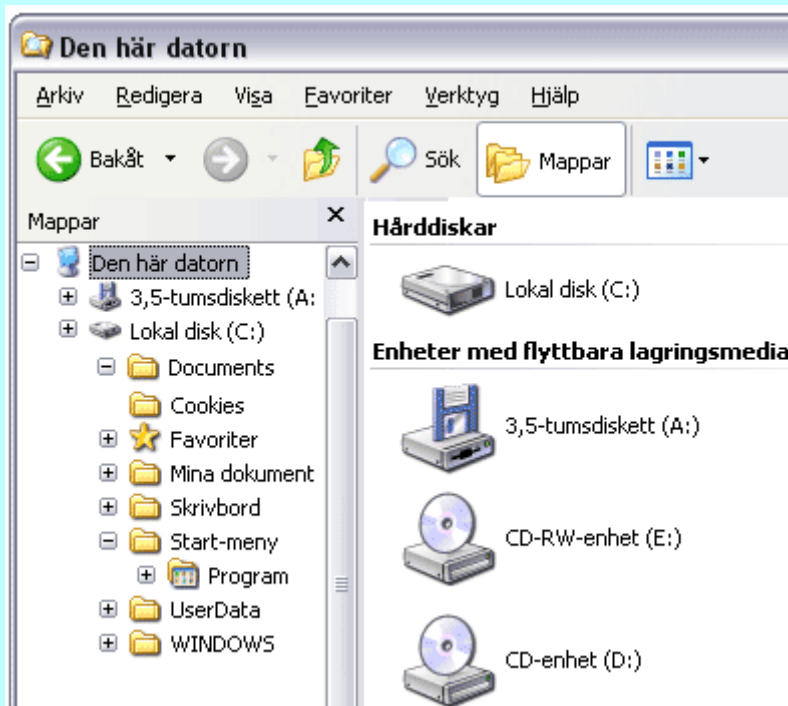 Den här datorn
Arkiv Redigera Visa Favoriter Verktyg Hjälp
Bakåt Sök Mappar
Mappar
Den här datorn
3,5-tumsdiskett (A:
Lokal disk (C:)
Documents
Cookies
Favoriter
Mina dokument
Skrivbord
Start-meny
Program
UserData
WINDOWS
Hårddiskar
Lokal disk (C:)
Enheter med flyttbara lagringsmedia
3,5-tumsdiskett (A:)
CD-RW-enhet (E:)
CD-enhet (D:)